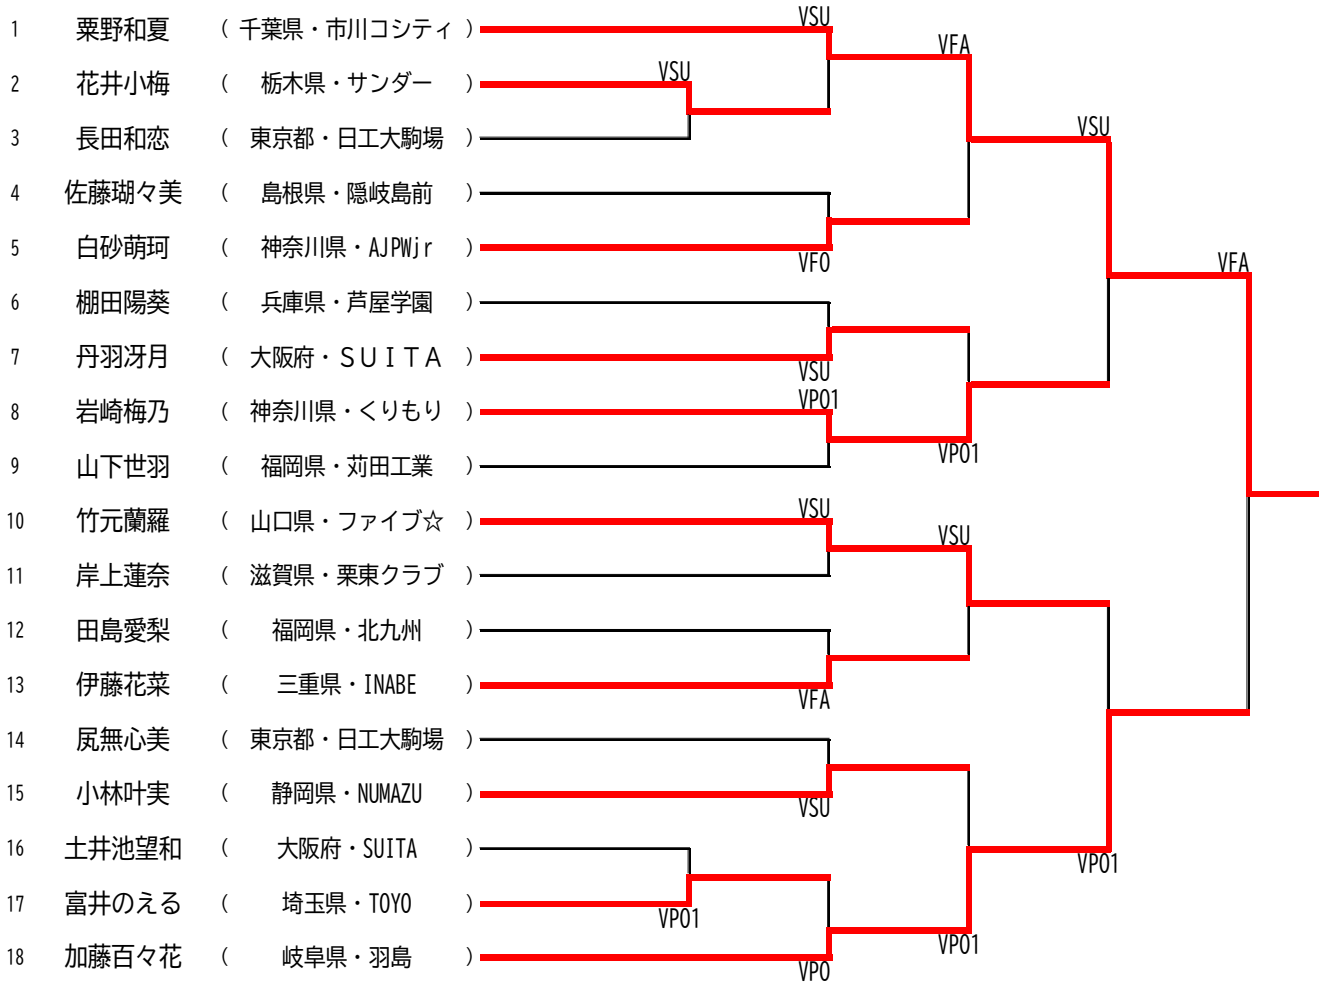 1 粟野和夏 ( 千葉県・市川コシティ ) VSU
VFA
2 花井小梅 ( 栃木県・サンダー ) VSU
VSU
3 長田和恋 ( 東京都・日工大駒場 )
4 佐藤瑚々美 ( 島根県・隠岐島前 )
5 白砂萌珂 ( 神奈川県・AJPWjr ) VFO
VFA
6 棚田陽葵 ( 兵庫県・芦屋学園 )
7 丹羽冴月 ( 大阪府・ＳＵＩＴＡ ) VSU
8 岩崎梅乃 ( 神奈川県・くりもり ) VPO1
VPO1
9 山下世羽 ( 福岡県・苅田工業 )
10 竹元蘭羅 ( 山口県・ファイブ☆ ) VSU
VSU
11 岸上蓮奈 ( 滋賀県・栗東クラブ )
12 田島愛梨 ( 福岡県・北九州 )
13 伊藤花菜 ( 三重県・INABE ) VFA
14 尻無心美 ( 東京都・日工大駒場 )
15 小林叶実 ( 静岡県・NUMAZU ) VSU
16 土井池望和 ( 大阪府・SUITA )
VPO1
17 富井のえる ( 埼玉県・TOYO ) VPO1
VPO1
18 加藤百々花 ( 岐阜県・羽島 ) VPO